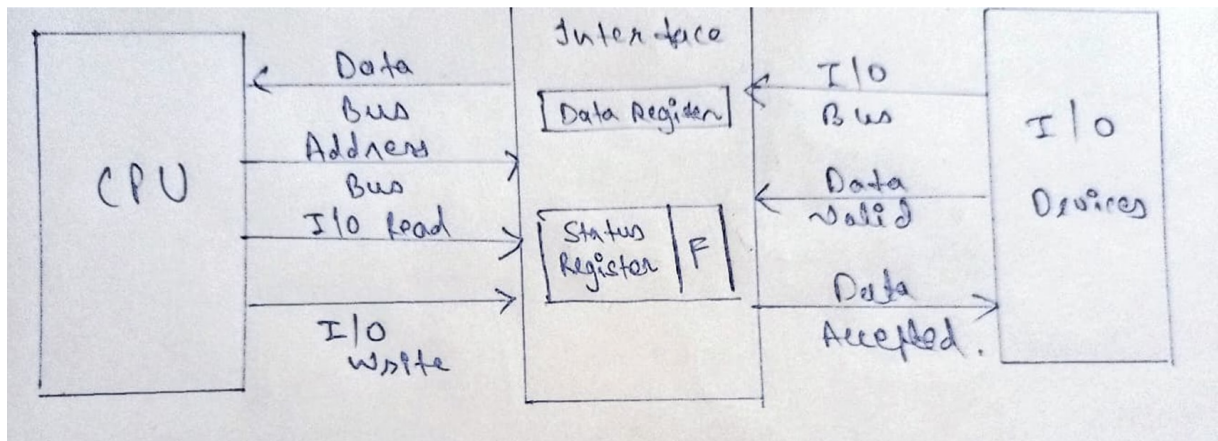 CPU
Data
Bus
Address
Bus
I/O Read
I/O
Write
Interface
Data Register
Status
Register
F
I/O
Bus
Data
Valid
Data
Accepted.
I/O
Devices